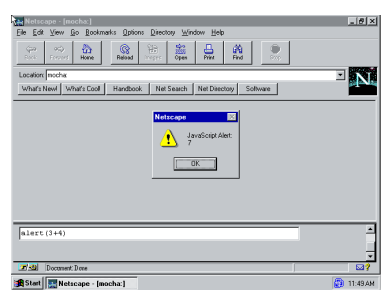 Netscape - [mocha:]
File Edit View Go Bookmarks Options Directory Window Help
Back Forward Home Reload Images Open Print Find Stop
Location: mocha:
N
What's New! What's Cool! Handbook Net Search Net Directory Software
Netscape
JavaScript Alert:
7
OK
alert(3+4)
Document: Done
Start Netscape - [mocha:] 11:49 AM